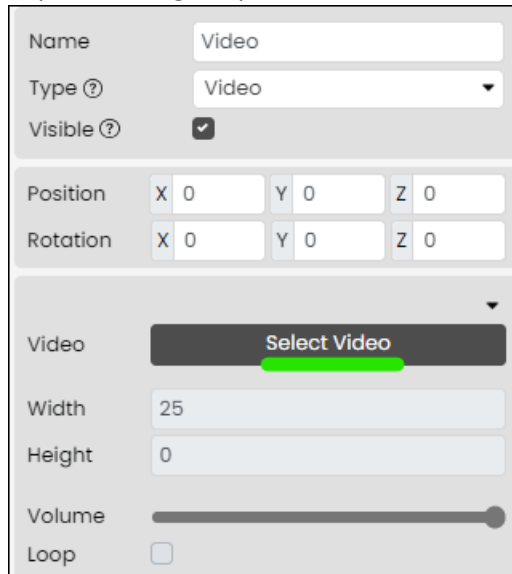 Name Video
Type ? Video
Visible ?
Position X 0 Y 0 Z 0
Rotation X 0 Y 0 Z 0
Video Select Video
Width 25
Height 0
Volume
Loop